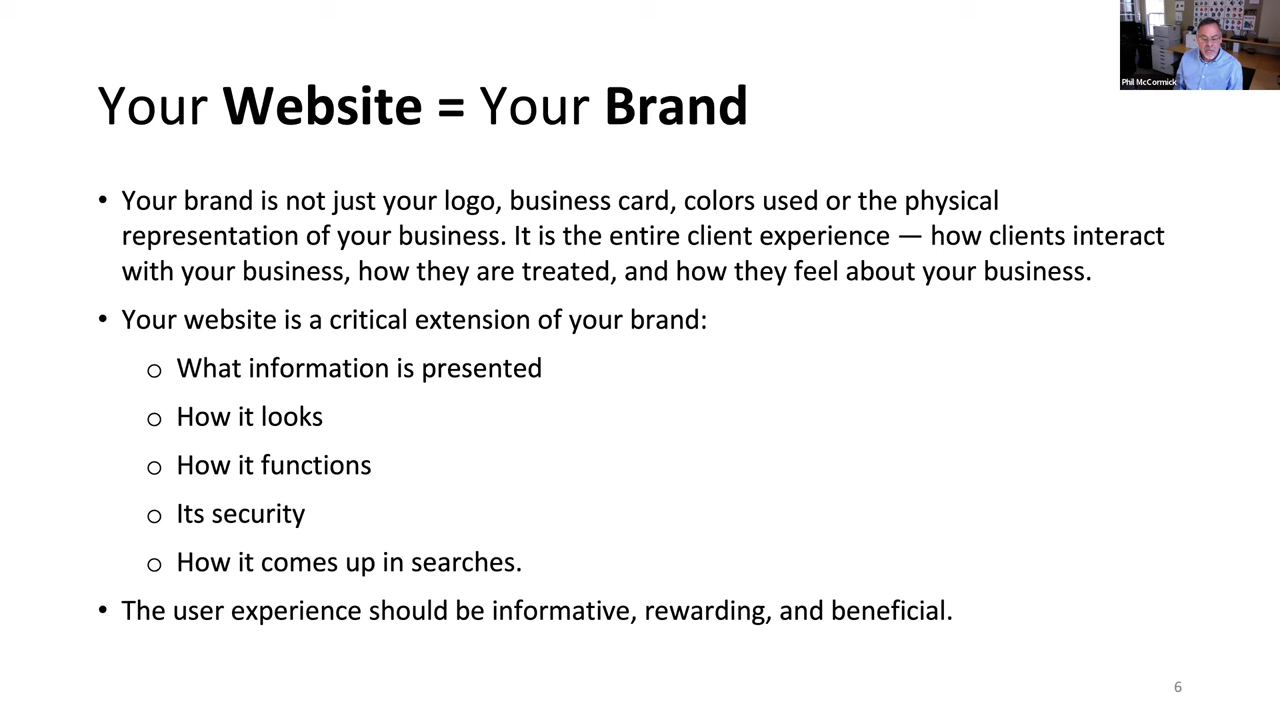 Phil McCormick
Your Website = Your Brand
• Your brand is not just your logo, business card, colors used or the physical
representation of your business. It is the entire client experience — how clients interact
with your business, how they are treated, and how they feel about your business.
• Your website is a critical extension of your brand:
o What information is presented
o How it looks
o How it functions
o Its security
o How it comes up in searches.
• The user experience should be informative, rewarding, and beneficial.
6